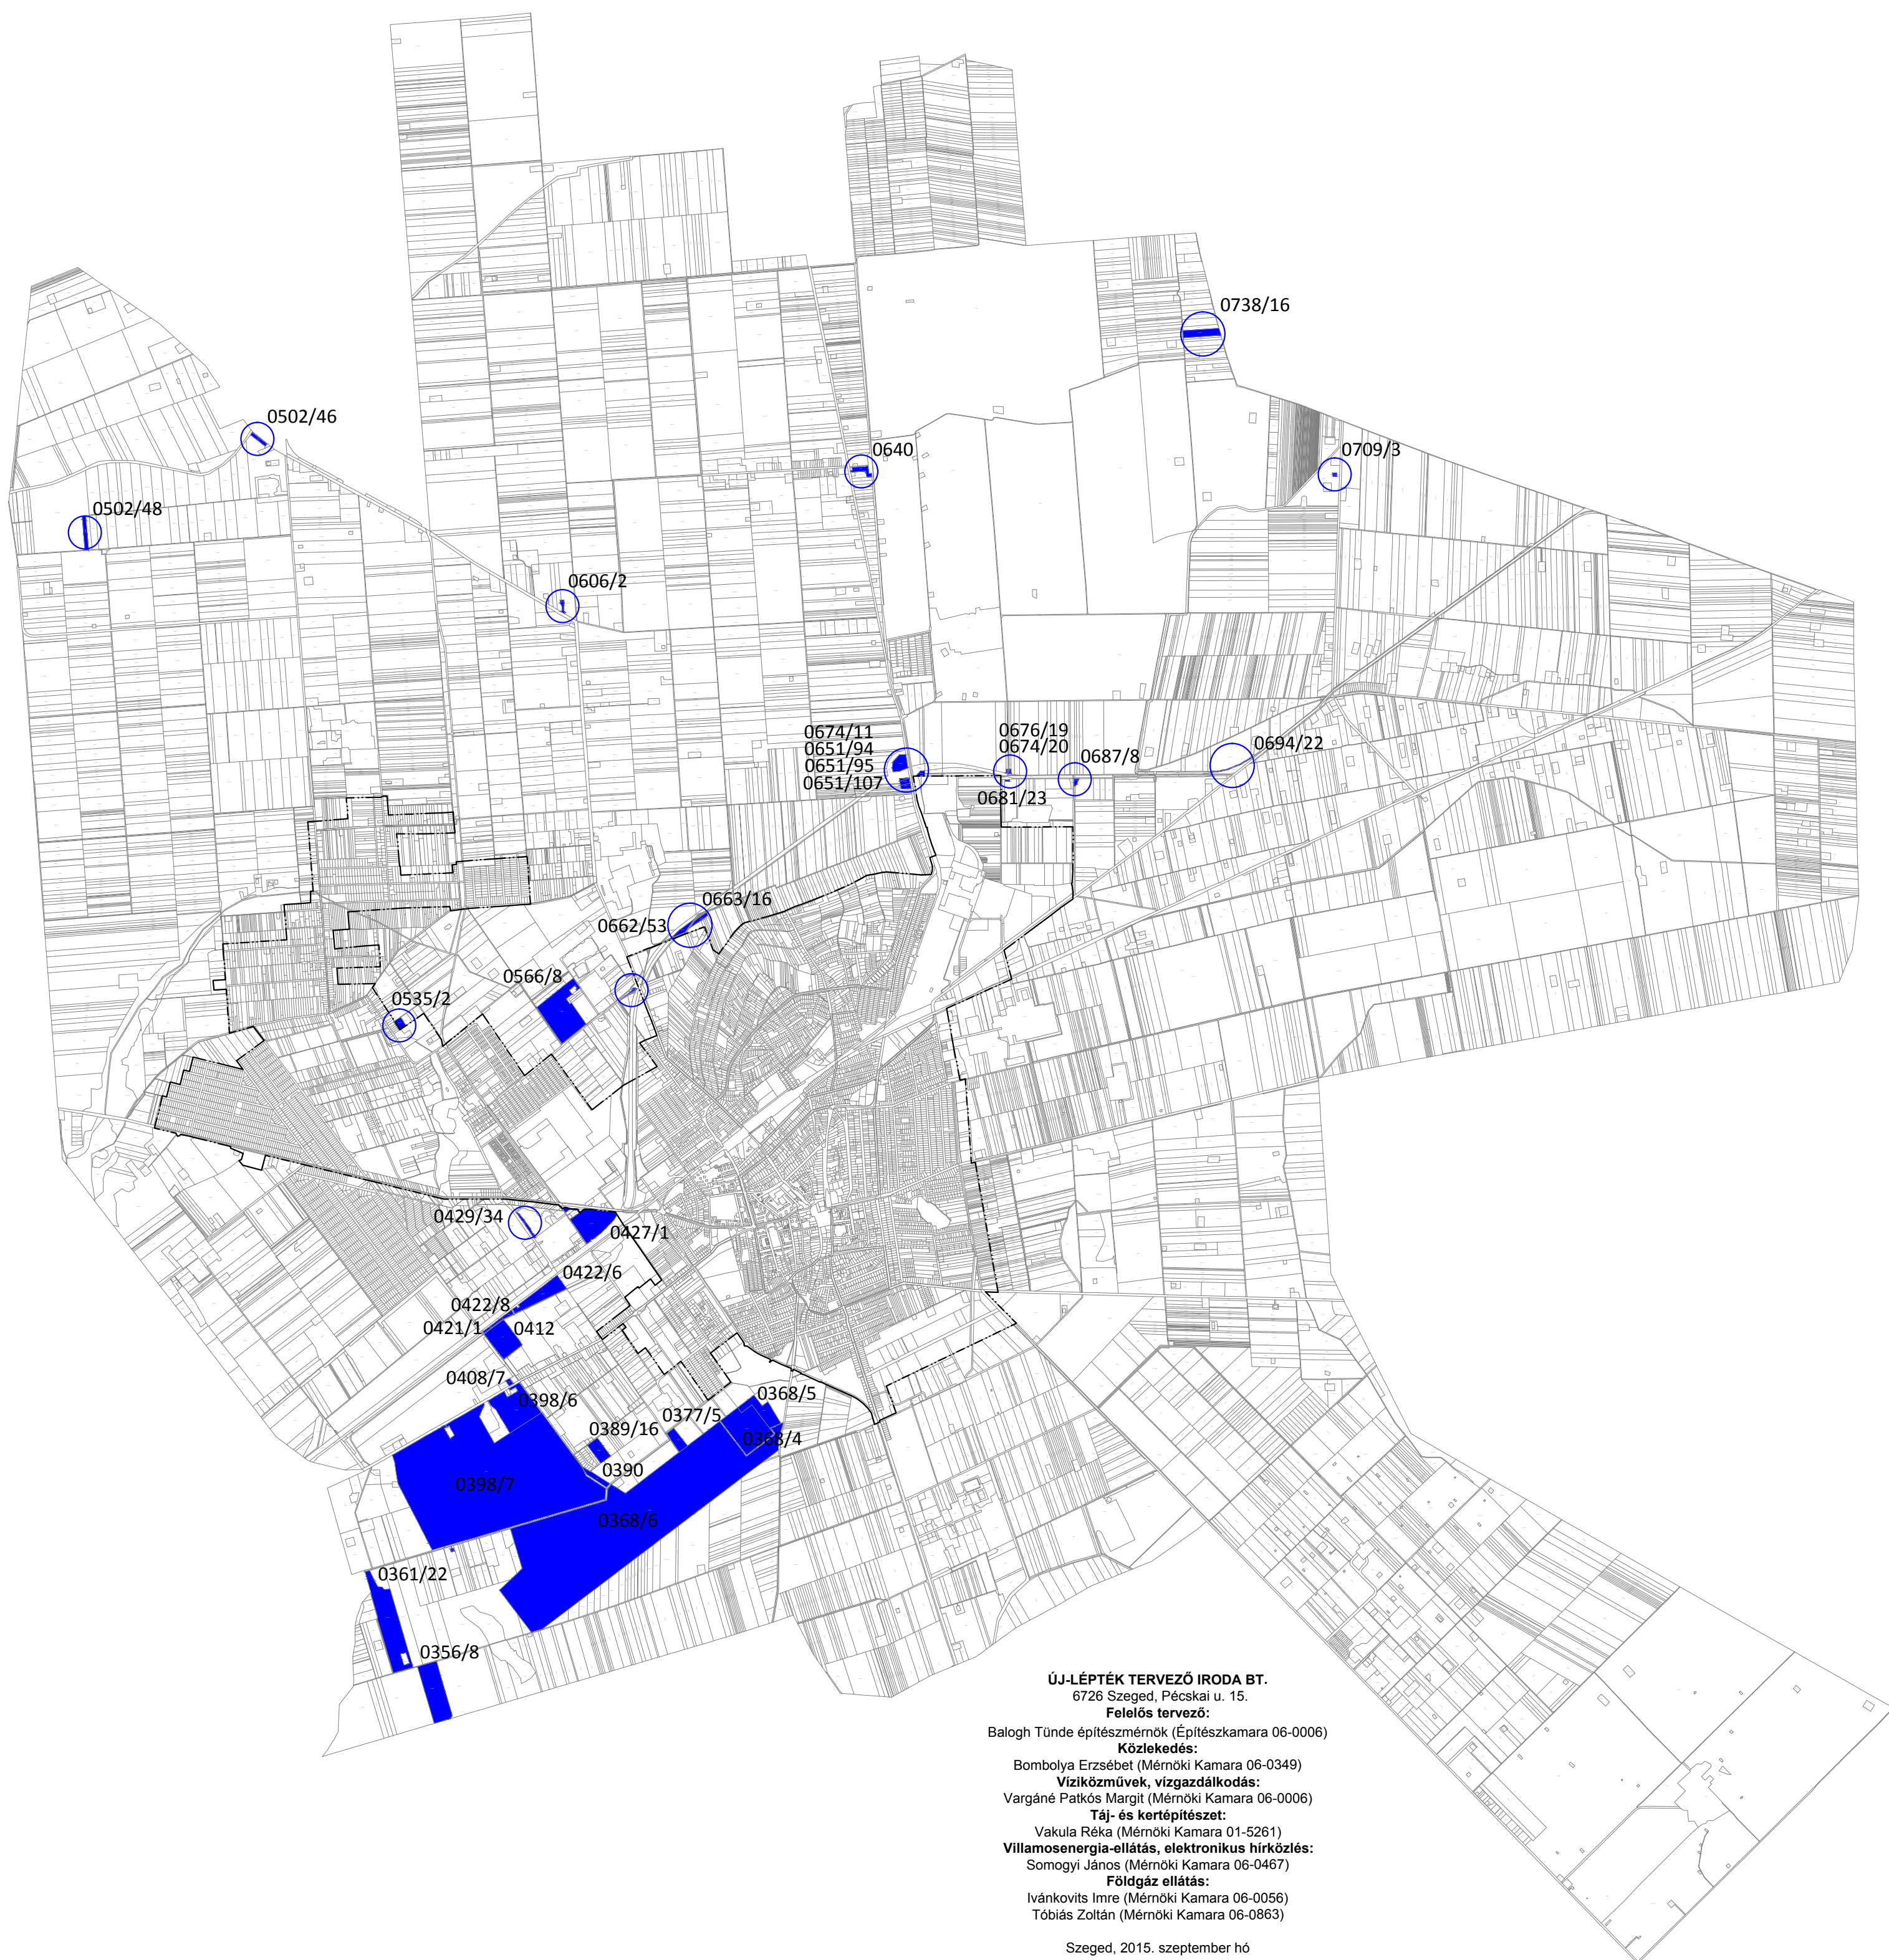 0738/16
0502/46
0640
0709/3
0502/48
0606/2
0674/11
0651/94
0651/95
0651/107
0676/19
0674/20
0687/8
0681/23
0694/22
0663/16
0662/53
0566/8
0535/2
0429/34
0427/1
0422/6
0422/8
0421/1
0412
0408/7
0398/6
0368/5
0377/5
0389/16
0368/4
0390
0398/7
0368/6
0361/22
0356/8
ÚJ-LÉPTÉK TERVEZŐ IRODA BT.
6726 Szeged, Pécskai u. 15.
Felelős tervező:
Balogh Tünde építészmérnök (Építészkamara 06-0006)
Közlekedés:
Bombolya Erzsébet (Mérnöki Kamara 06-0349)
Víziközművek, vízgazdálkodás:
Vargáné Patkós Margit (Mérnöki Kamara 06-0006)
Táj- és kertépítészet:
Vakula Réka (Mérnöki Kamara 01-5261)
Villamosenergia-ellátás, elektronikus hírközlés:
Somogyi János (Mérnöki Kamara 06-0467)
Földgáz ellátás:
Ivánkovits Imre (Mérnöki Kamara 06-0056)
Tóbiás Zoltán (Mérnöki Kamara 06-0863)
Szeged, 2015. szeptember hó